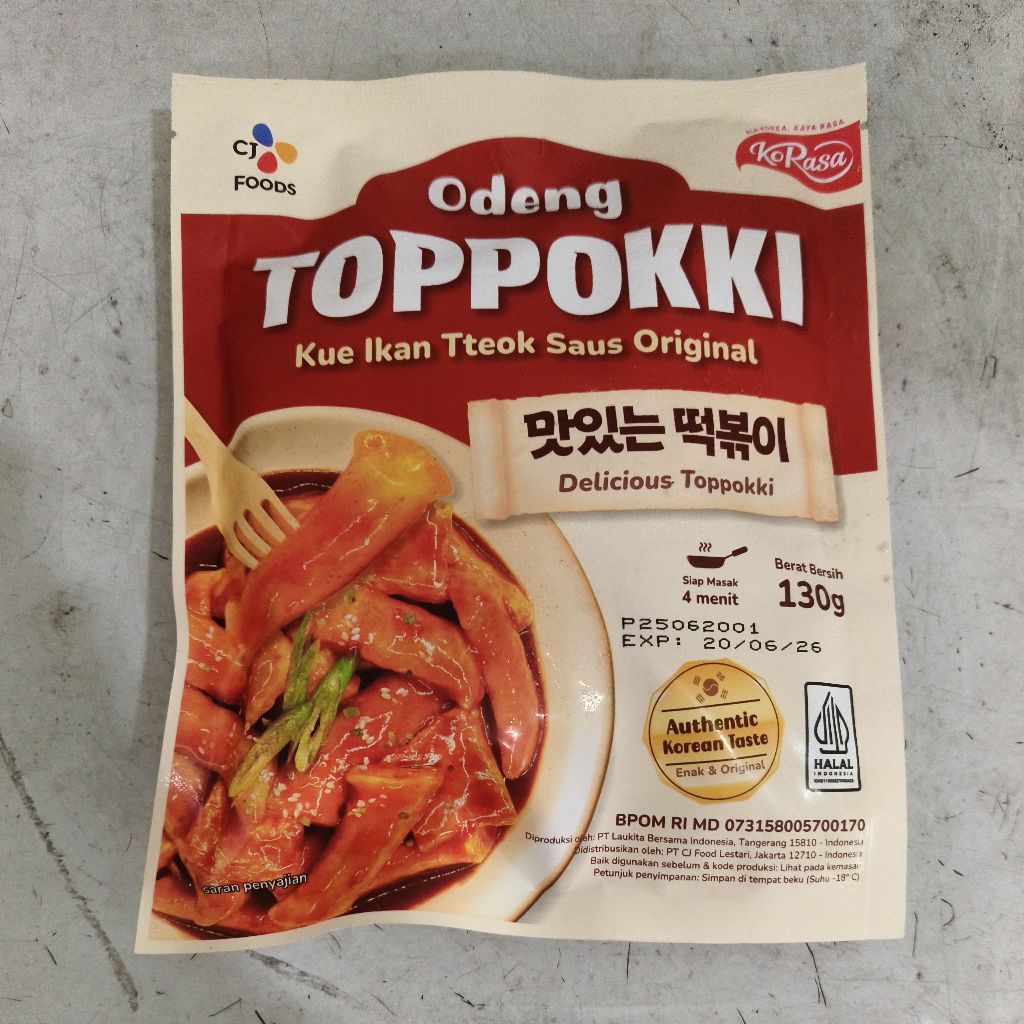 CJ
FOODS
KAYA RASA
KoRasa
Odeng
TOPPOKKI
Kue Ikan Tteok Saus Original
맛있는 떡볶이
Delicious Toppokki
Siap Masak
4 menit
Berat Bersih
130g
P25062001
EXP: 20/06/26
Authentic
Korean Taste
Enak & Original
HALAL
INDONESIA
BPOM RI MD 073158005700170
Diproduksi oleh: PT Laukita Bersama Indonesia, Tangerang 15810 - Indonesia
Didistribusikan oleh: PT CJ Food Lestari, Jakarta 12710 - Indonesia
Baik digunakan sebelum & kode produksi: Lihat pada kemasan
Petunjuk penyimpanan: Simpan di tempat beku (Suhu -18° C)
saran penyajian